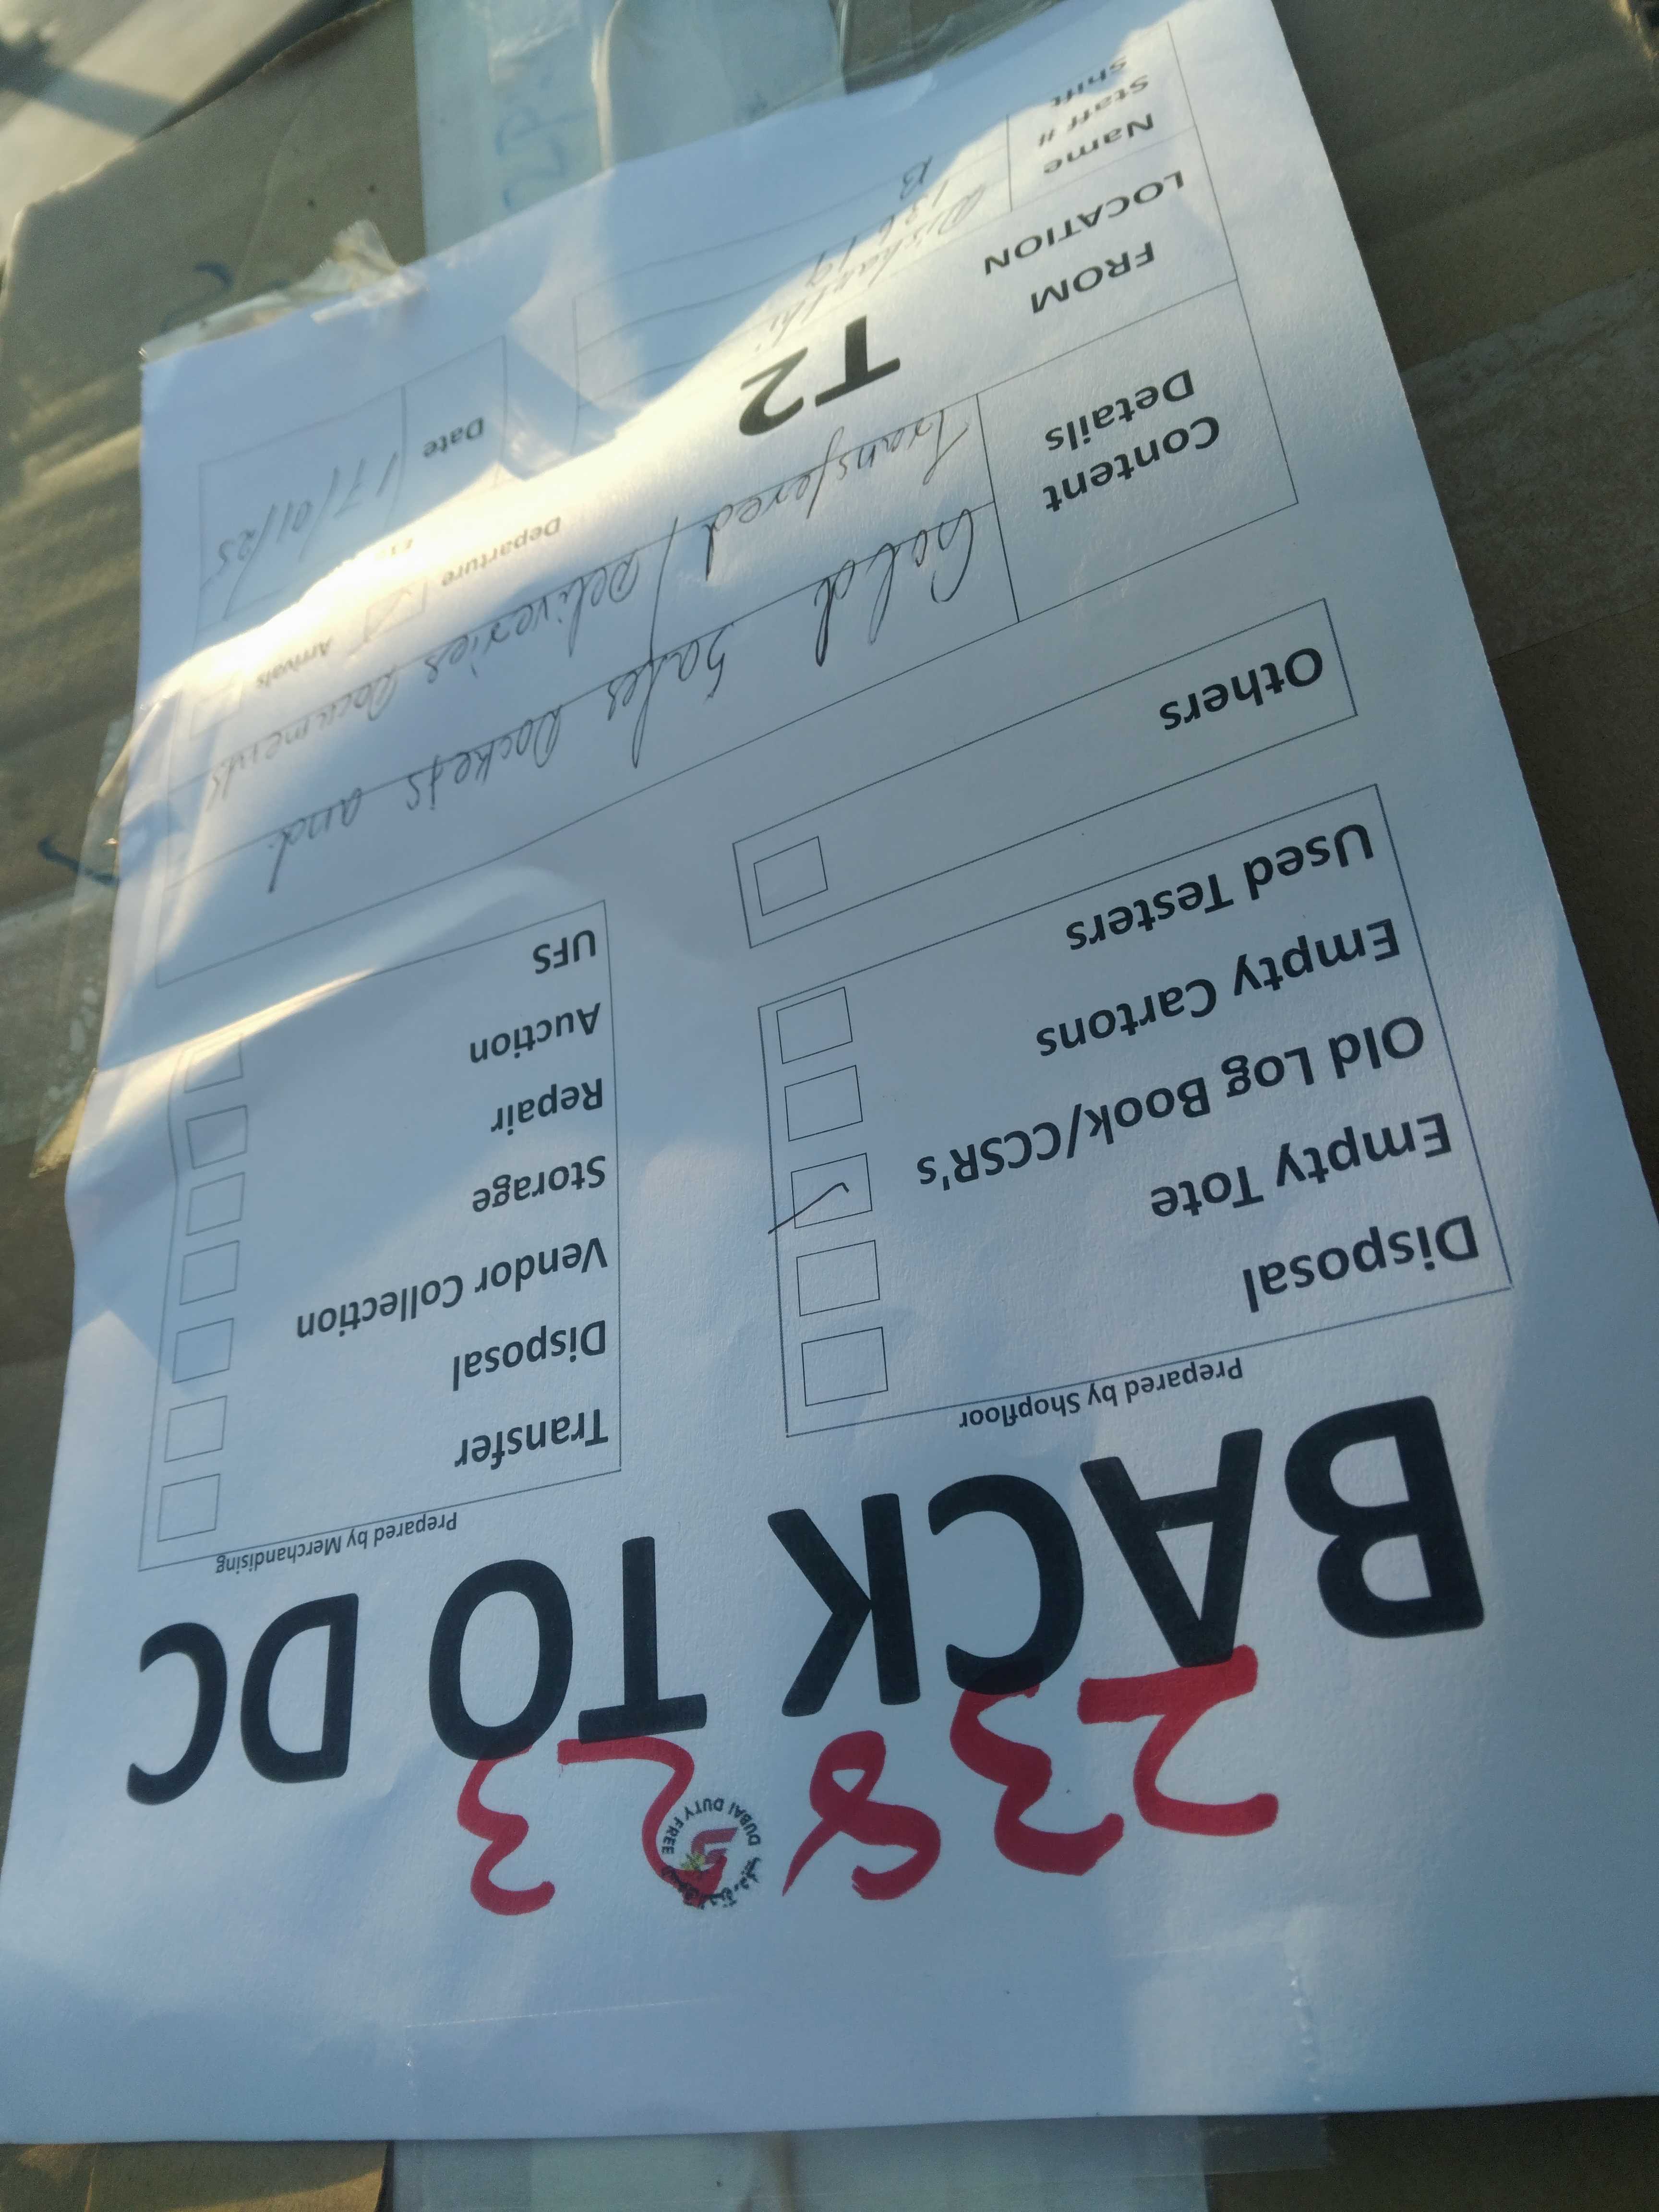 23823
DUBAI DUTY FREE
BACK TO DC
Prepared by Shopfloor
Disposal
Empty Tote
Old Log Book/CCSR's
Empty Cartons
Used Testers
Others
Prepared by Merchandising
Transfer
Disposal
Vendor Collection
Storage
Repair
Auction
UFS
Content Details
Gold Sales Dockets and
Transfered / Deliveries Documents
FROM LOCATION
T2
Departure
Arrivals
Name
Staff #
Shift
B
Date
17/01/25